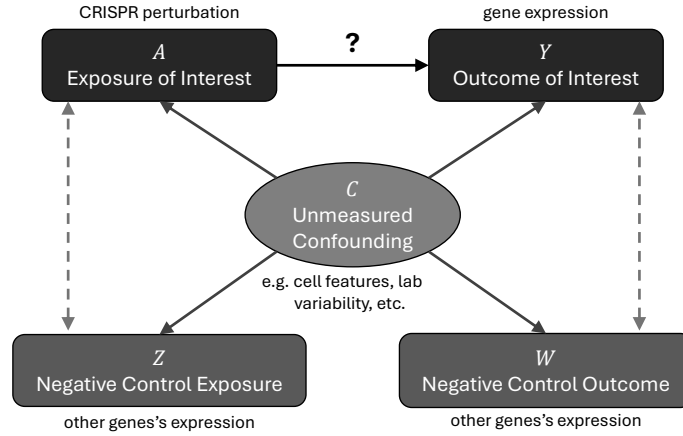 CRISPR perturbation
gene expression
A
Exposure of Interest
?
Y
Outcome of Interest
C
Unmeasured
Confounding
e.g. cell features, lab
variability, etc.
Z
Negative Control Exposure
other genes's expression
W
Negative Control Outcome
other genes's expression